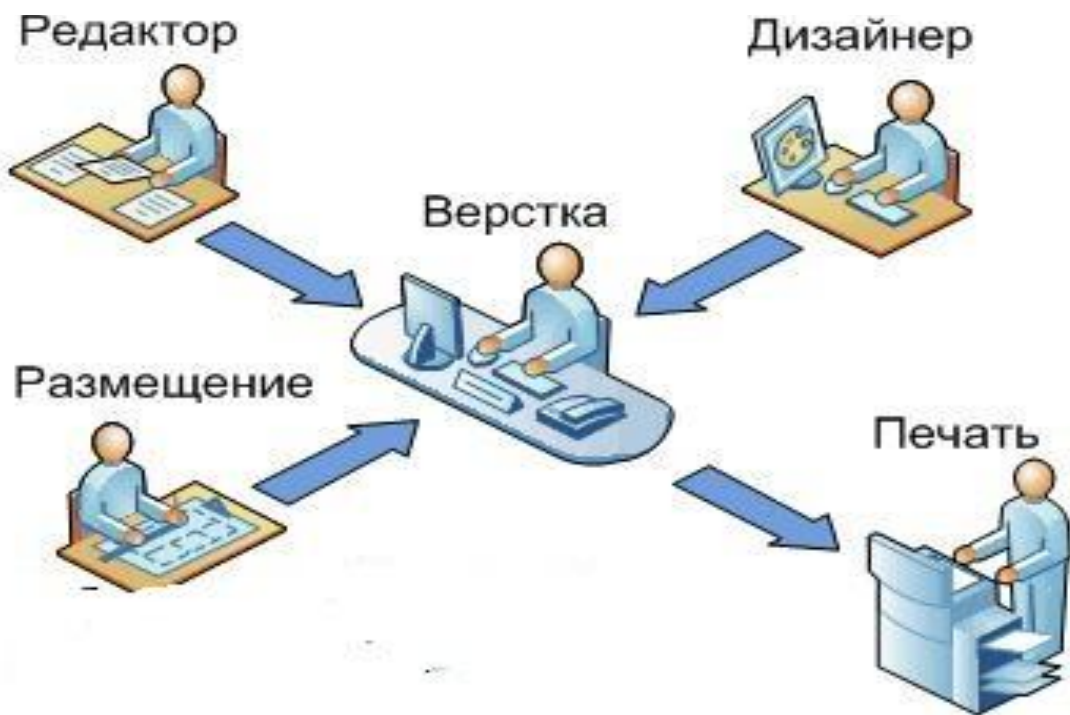 Редактор
Дизайнер
Верстка
Размещение
Печать